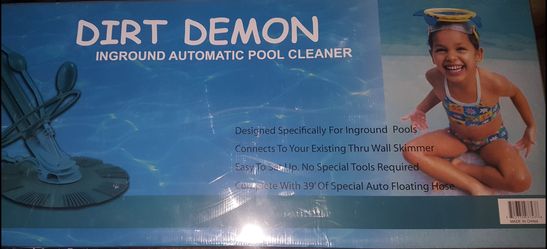 DIRT DEMON
INGROUND AUTOMATIC POOL CLEANER
Designed Specifically For Inground Pools
Connects To Your Existing Thru Wall Skimmer
Easy To Set Up. No Special Tools Required
Complete With 39' Of Special Auto Floating Hose
MADE IN CHINA